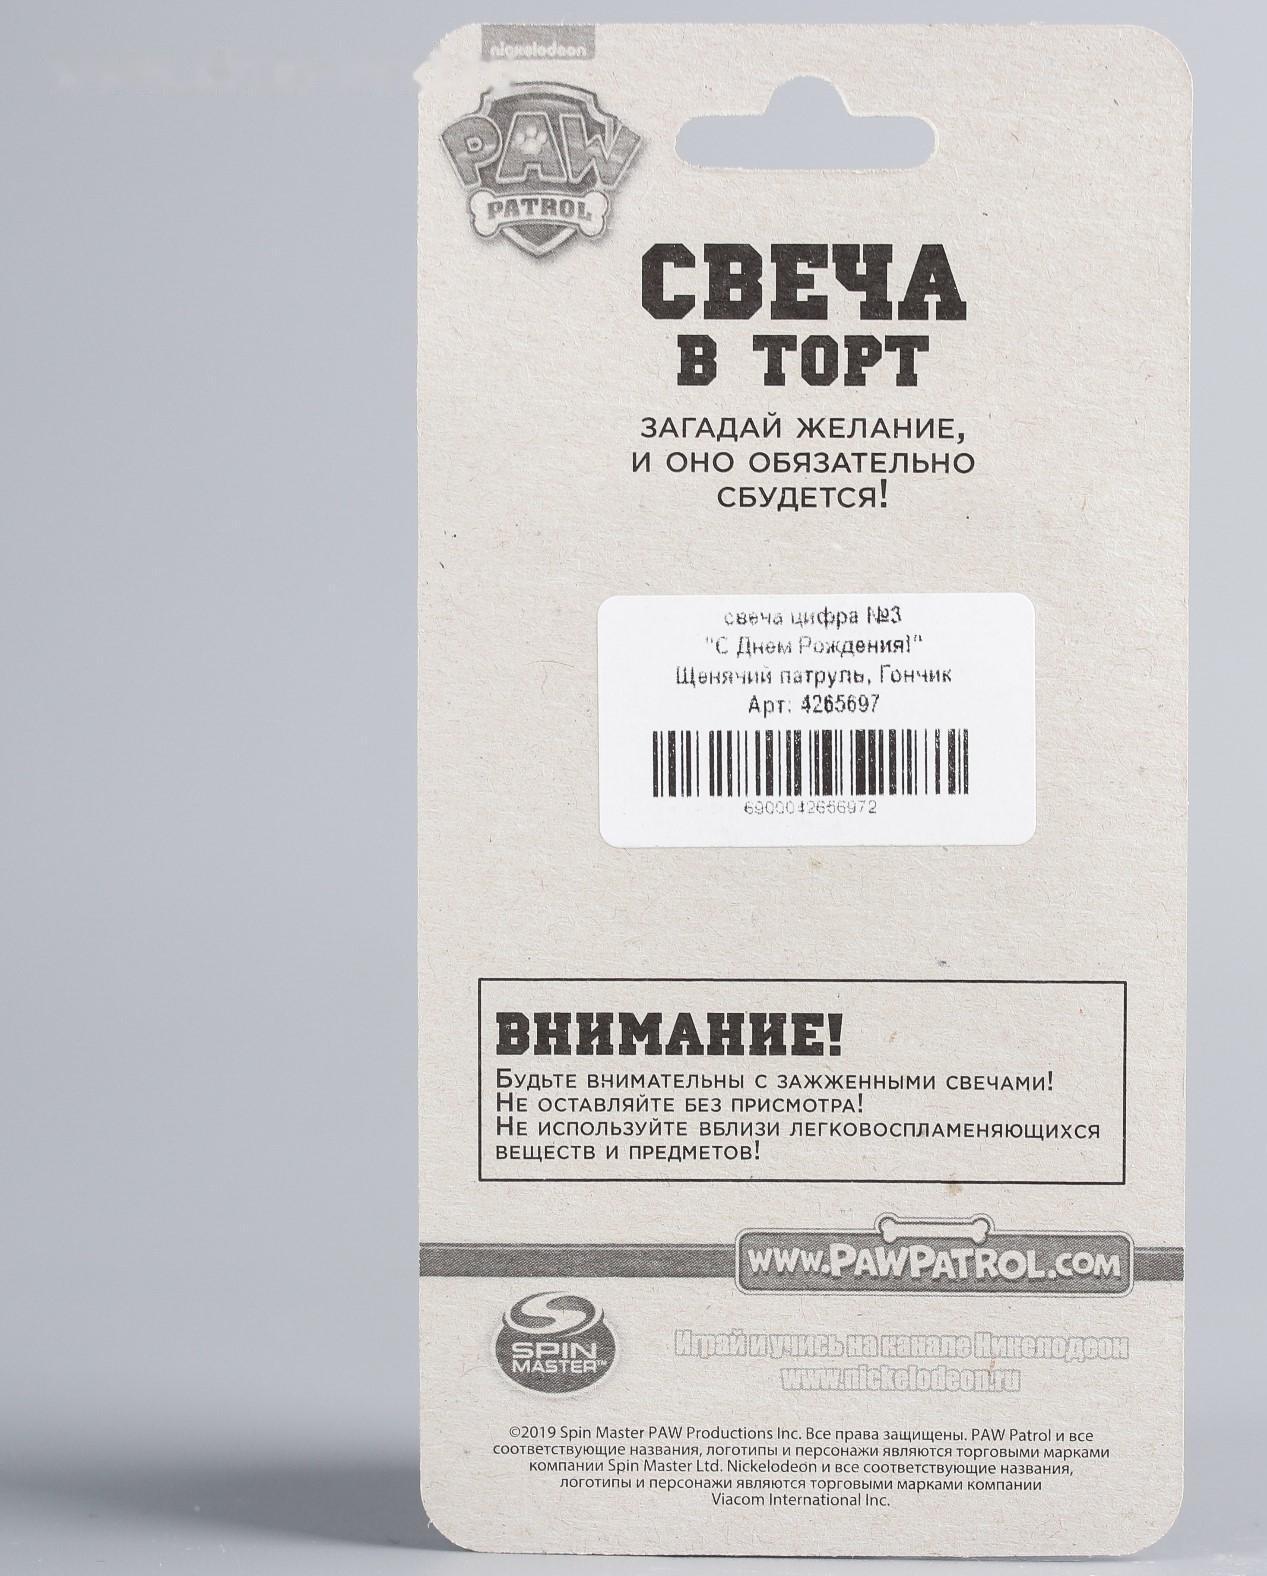 nickelodeon
PAW
PATROL
СВЕЧА
В ТОРТ
ЗАГАДАЙ ЖЕЛАНИЕ,
И ОНО ОБЯЗАТЕЛЬНО
СБУДЕТСЯ!
свеча цифра №3
"С Днем Рождения!"
Щенячий патруль, Гончик
Арт: 4265697
6900042656972
ВНИМАНИЕ!
БУДЬТЕ ВНИМАТЕЛЬНЫ С ЗАЖЖЕННЫМИ СВЕЧАМИ!
НЕ ОСТАВЛЯЙТЕ БЕЗ ПРИСМОТРА!
НЕ ИСПОЛЬЗУЙТЕ ВБЛИЗИ ЛЕГКОВОСПЛАМЕНЯЮЩИХСЯ
ВЕЩЕСТВ И ПРЕДМЕТОВ!
WWW.PAWPATROL.COM
SPIN
MASTER™
Играй и учись на канале Никелодеон
www.nickelodeon.ru
©2019 Spin Master PAW Productions Inc. Все права защищены. PAW Patrol и все
соответствующие названия, логотипы и персонажи являются торговыми марками
компании Spin Master Ltd. Nickelodeon и все соответствующие названия,
логотипы и персонажи являются торговыми марками компании
Viacom International Inc.